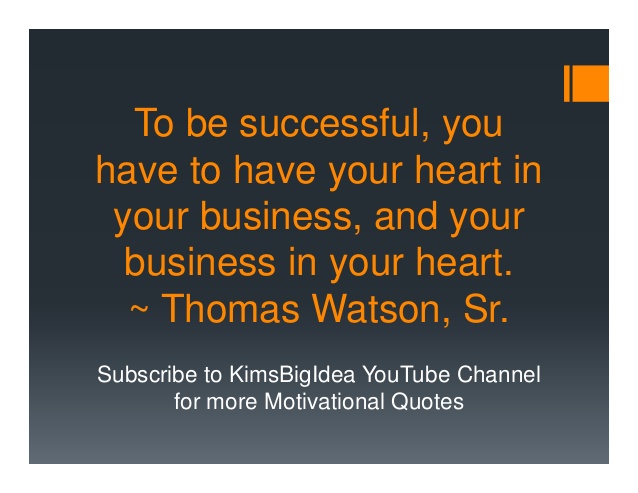 To be successful, you
have to have your heart in
your business, and your
business in your heart.
~ Thomas Watson, Sr.
Subscribe to KimsBigIdea YouTube Channel
for more Motivational Quotes